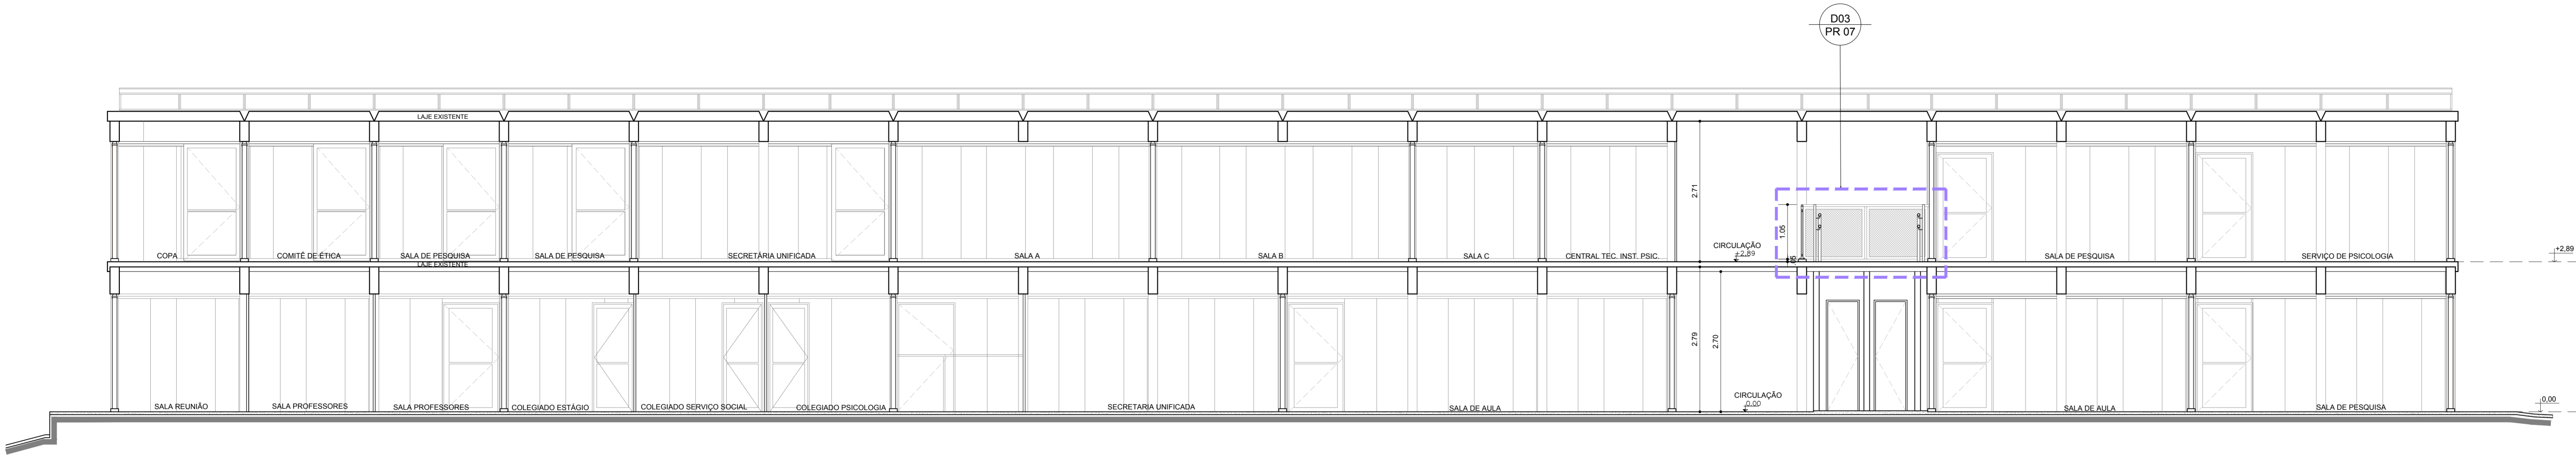 D03
PR 07
LAJE EXISTENTE
2.71
1.05
CIRCULAÇÃO
+2,89
.05
COPA
COMITÊ DE ÉTICA
SALA DE PESQUISA
SALA DE PESQUISA
SECRETÁRIA UNIFICADA
SALA A
SALA B
SALA C
CENTRAL TEC. INST. PSIC.
SALA DE PESQUISA
SERVIÇO DE PSICOLOGIA
+2,89
LAJE EXISTENTE
2.79
2.70
CIRCULAÇÃO
0,00
0,00
SALA REUNIÃO
SALA PROFESSORES
SALA PROFESSORES
COLEGIADO ESTÁGIO
COLEGIADO SERVIÇO SOCIAL
COLEGIADO PSICOLOGIA
SECRETARIA UNIFICADA
SALA DE AULA
SALA DE AULA
SALA DE PESQUISA